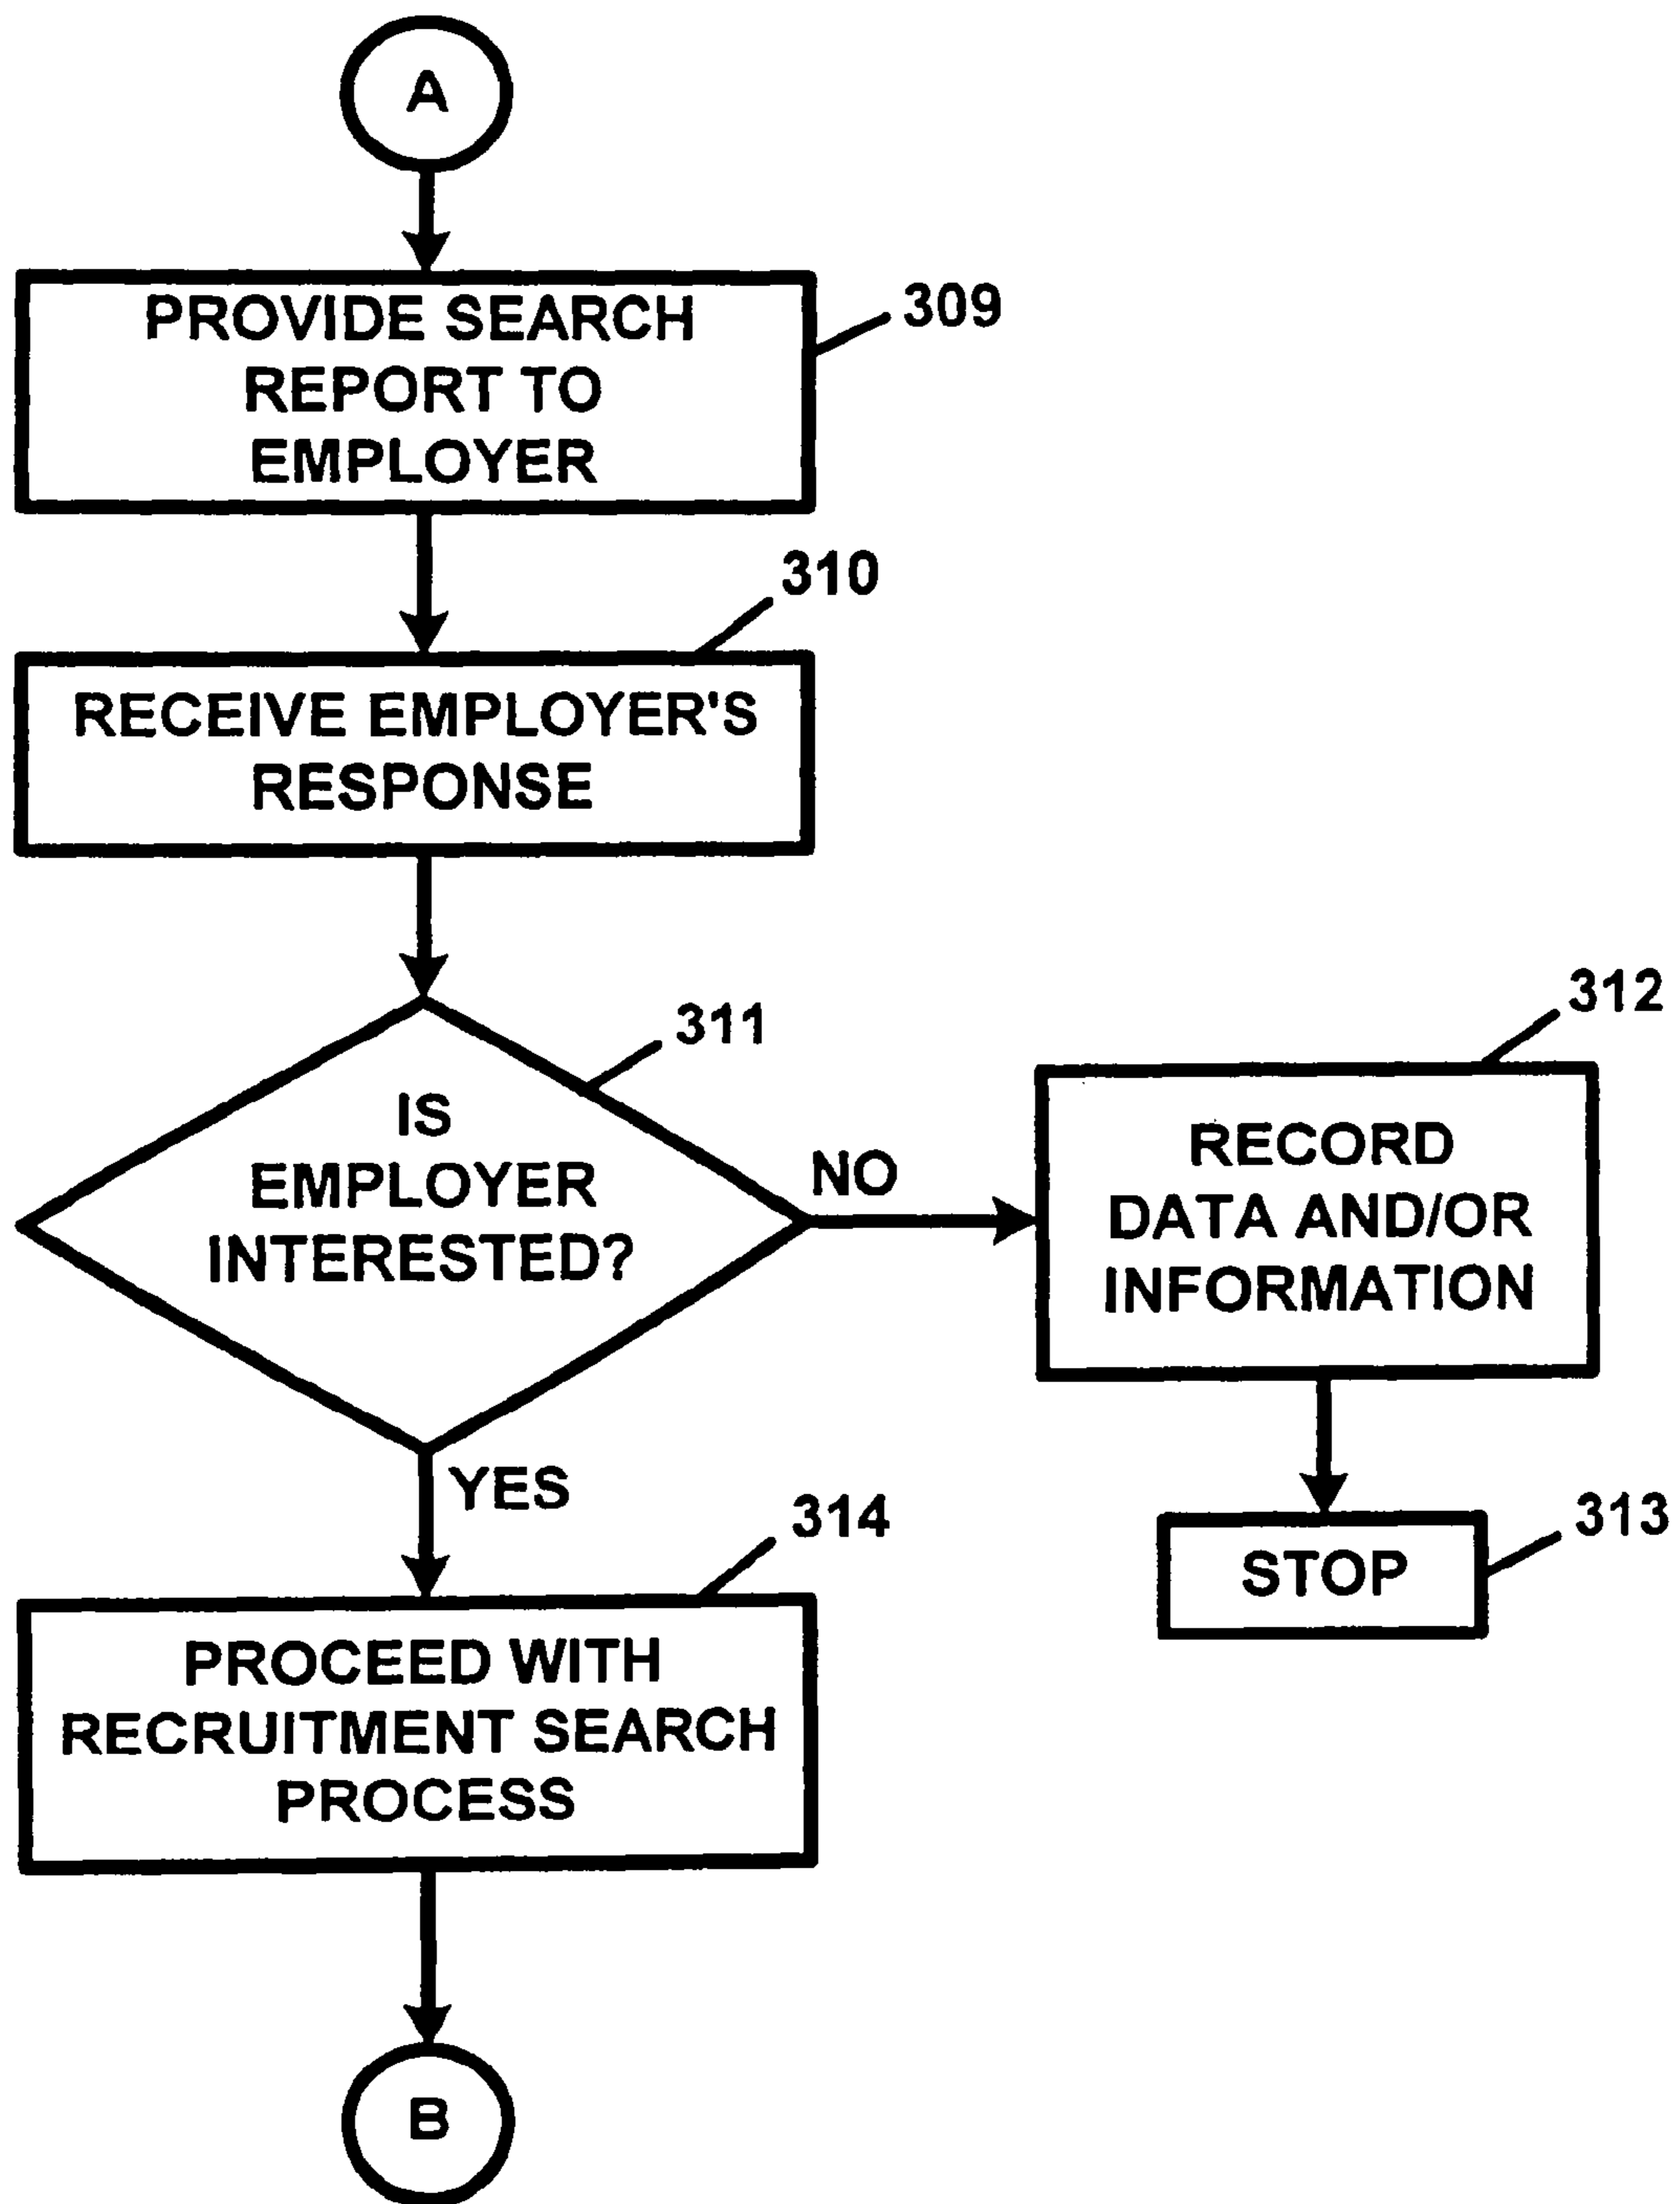 A
PROVIDE SEARCH
REPORT TO
EMPLOYER
309
310
RECEIVE EMPLOYER'S
RESPONSE
311
IS
EMPLOYER
INTERESTED?
NO
312
RECORD
DATA AND/OR
INFORMATION
YES
313
STOP
314
PROCEED WITH
RECRUITMENT SEARCH
PROCESS
B